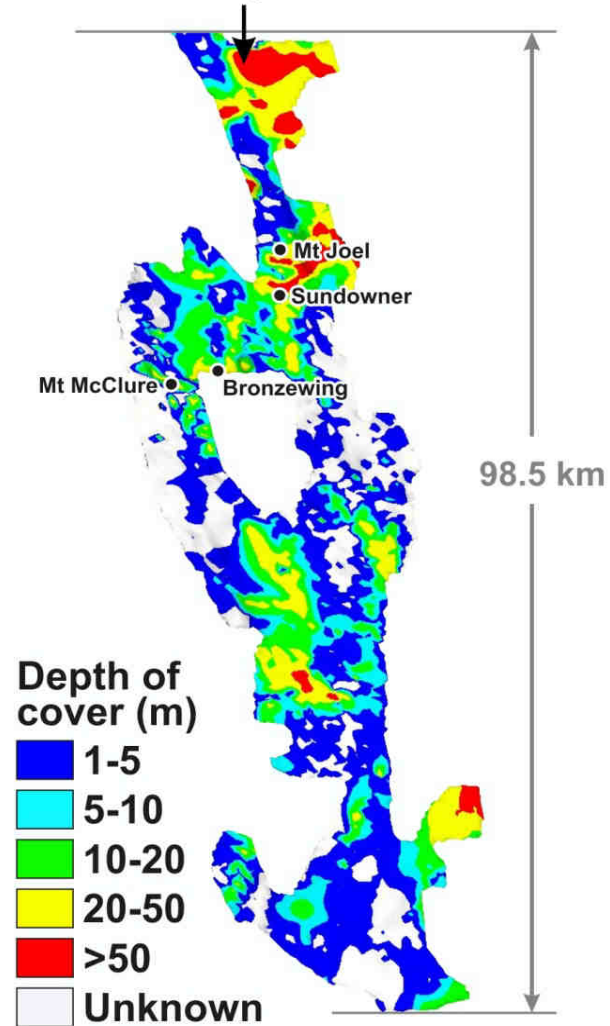 Mt Joel
Sundowner
Mt McClure
Bronzewing
98.5 km
Depth of
cover (m)
1-5
5-10
10-20
20-50
>50
Unknown